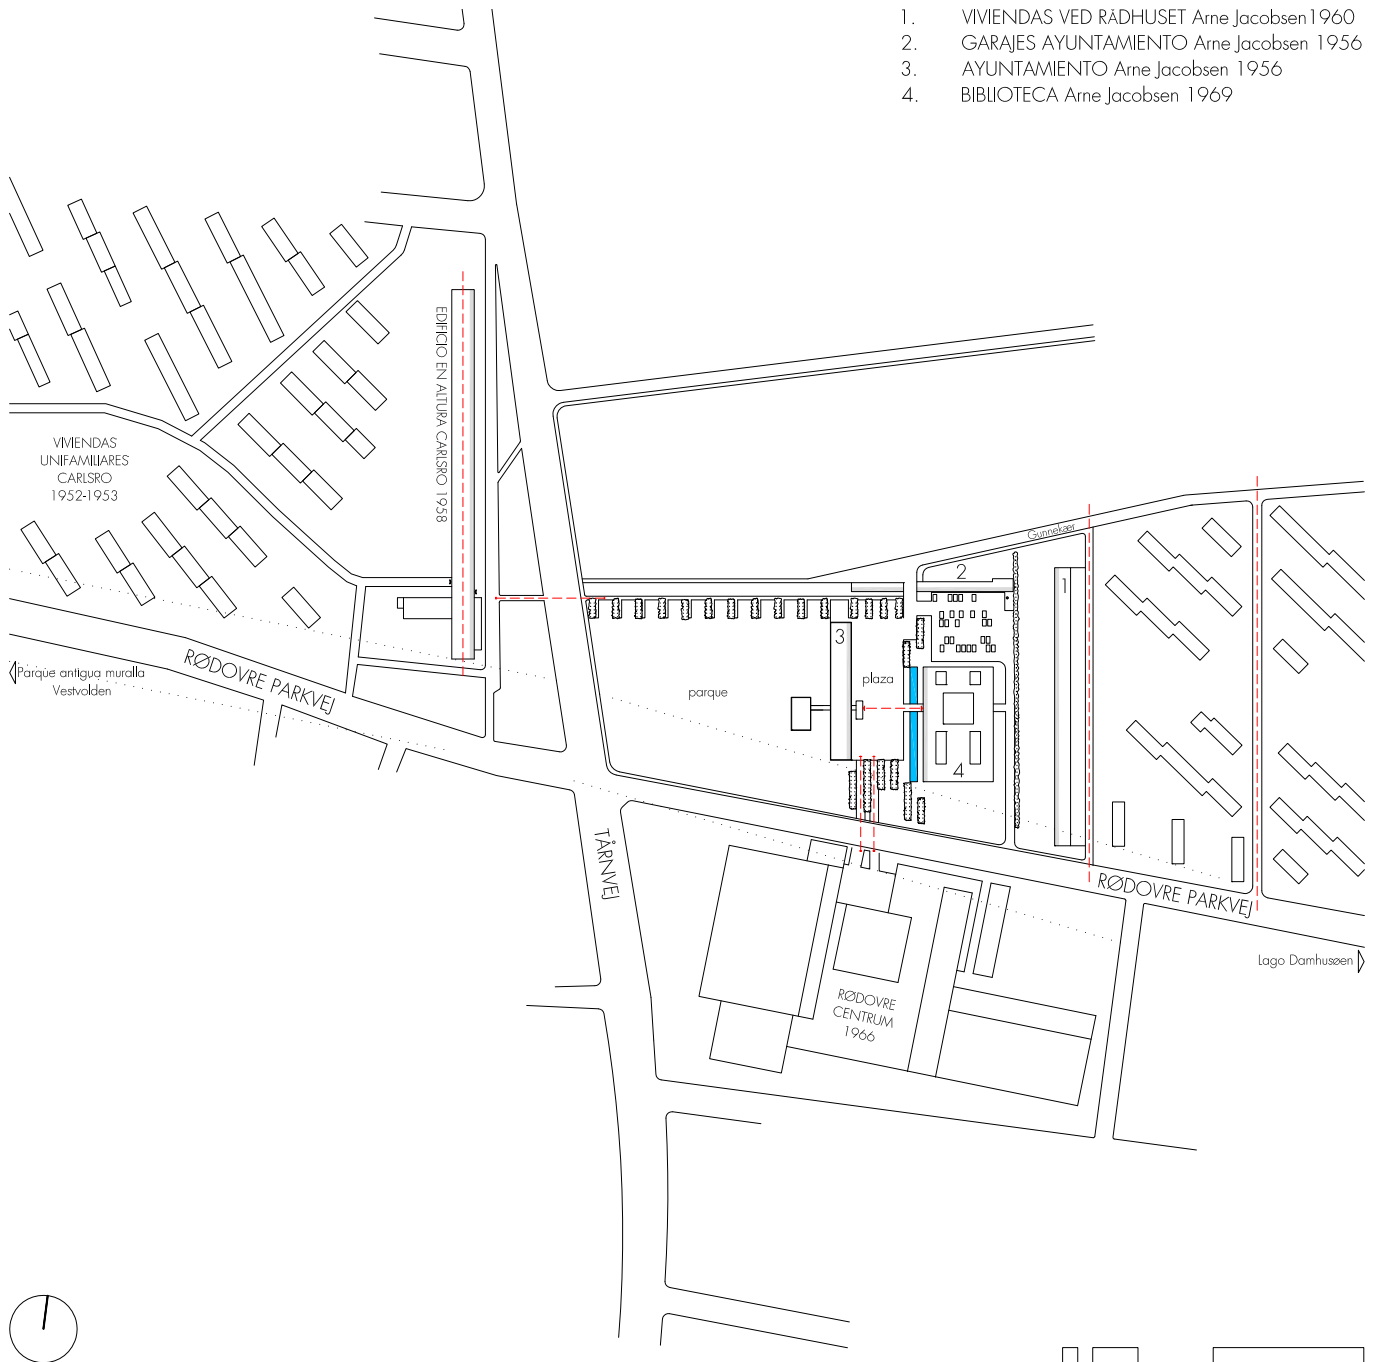 1. VIVIENDAS VED RÅDHUSET Arne Jacobsen 1960
2. GARAJES AYUNTAMIENTO Arne Jacobsen 1956
3. AYUNTAMIENTO Arne Jacobsen 1956
4. BIBLIOTECA Arne Jacobsen 1969
EDIFICIO EN ALTURA CARLSRO 1958
VIVIENDAS
UNIFAMILIARES
CARLSRO
1952-1953
Gunnekær
2
1
3
plaza
parque
4
RØDOVRE PARKVEJ
Parque antigua muralla
Vestvolden
TÅRNVEJ
RØDOVRE PARKVEJ
Lago Damhusøen
RØDOVRE
CENTRUM
1966